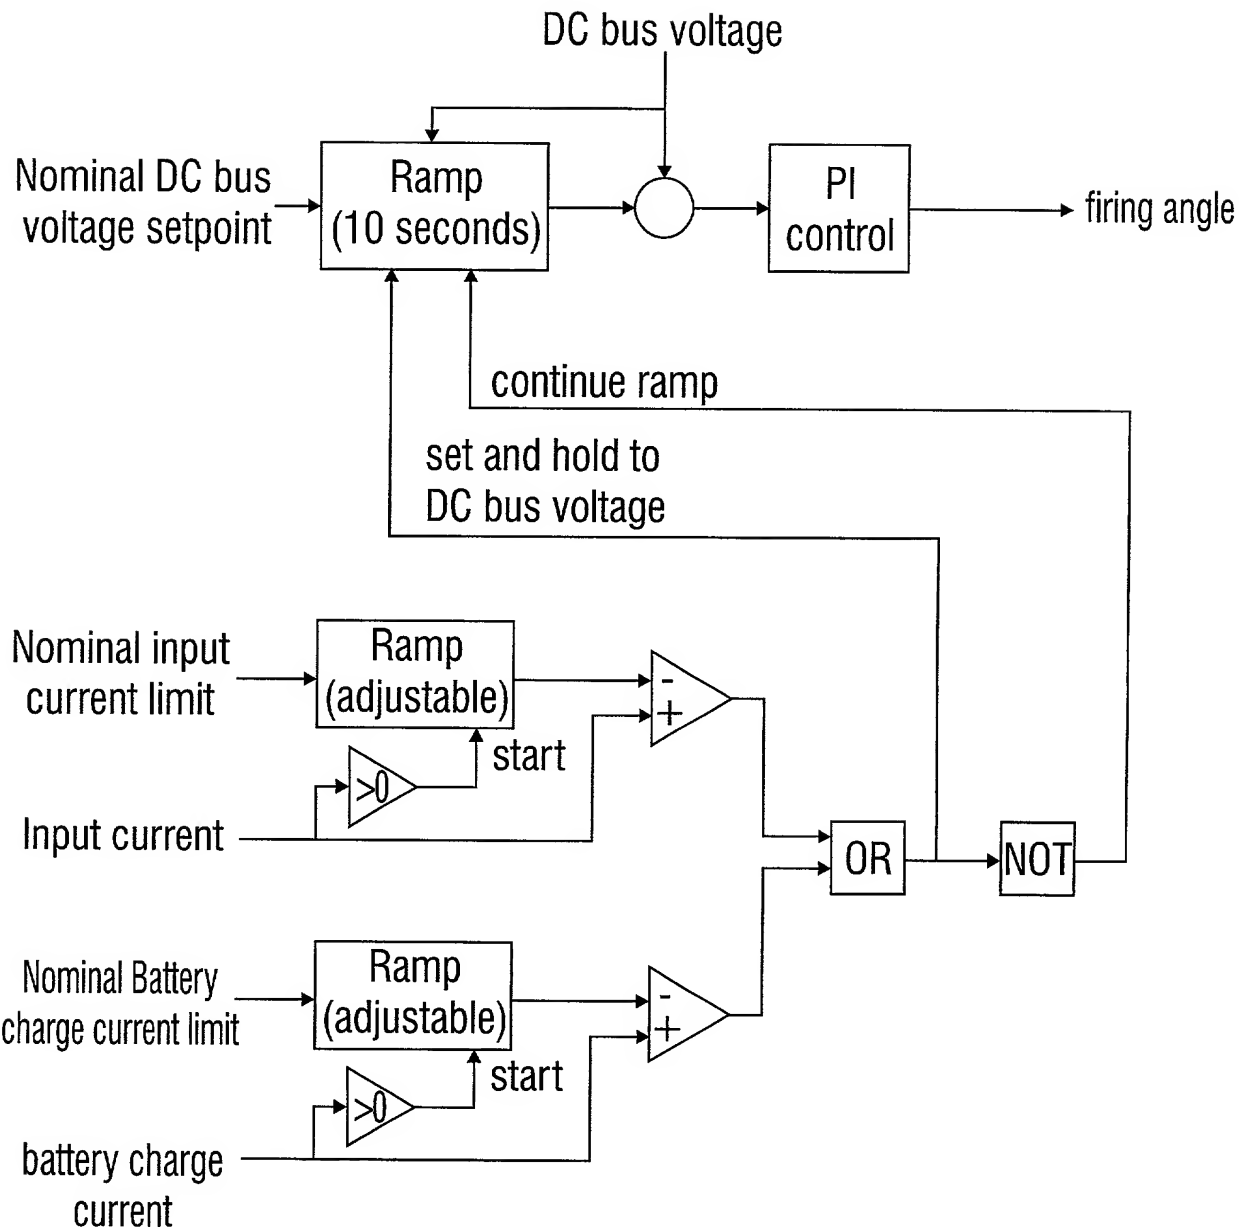 DC bus voltage
Nominal DC bus
voltage setpoint
Ramp
(10 seconds)
PI
control
firing angle
continue ramp
set and hold to
DC bus voltage
Nominal input
current limit
Ramp
(adjustable)
-
+
start
>0
Input current
OR
NOT
Nominal Battery
charge current limit
Ramp
(adjustable)
-
+
start
>0
battery charge
current